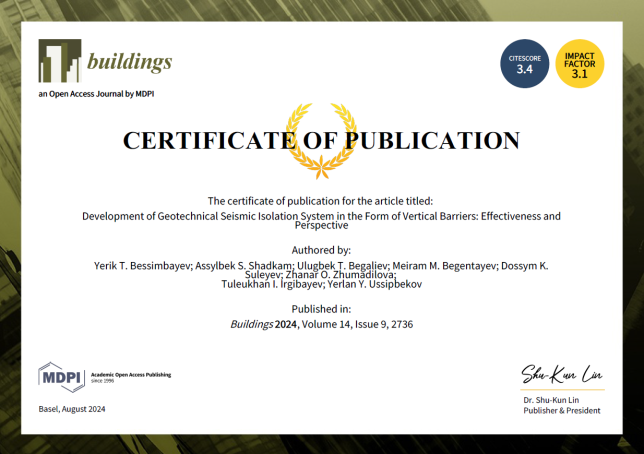 buildings
CITESCORE
3.4
IMPACT
FACTOR
3.1
an Open Access Journal by MDPI
CERTIFICATE OF PUBLICATION
The certificate of publication for the article titled:
Development of Geotechnical Seismic Isolation System in the Form of Vertical Barriers: Effectiveness and
Perspective
Authored by:
Yerik T. Bessimbayev; Assylbek S. Shadkam; Ulugbek T. Begaliev; Meiram M. Begentayev; Dossym K.
Suleyev; Zhanar O. Zhumadilova;
Tuleukhan I. Irgibayev; Yerlan Y. Ussipbekov
Published in:
Buildings 2024, Volume 14, Issue 9, 2736
MDPI
Academic Open Access Publishing
since 1996
Shu-Kun Lin
Basel, August 2024
Dr. Shu-Kun Lin
Publisher & President